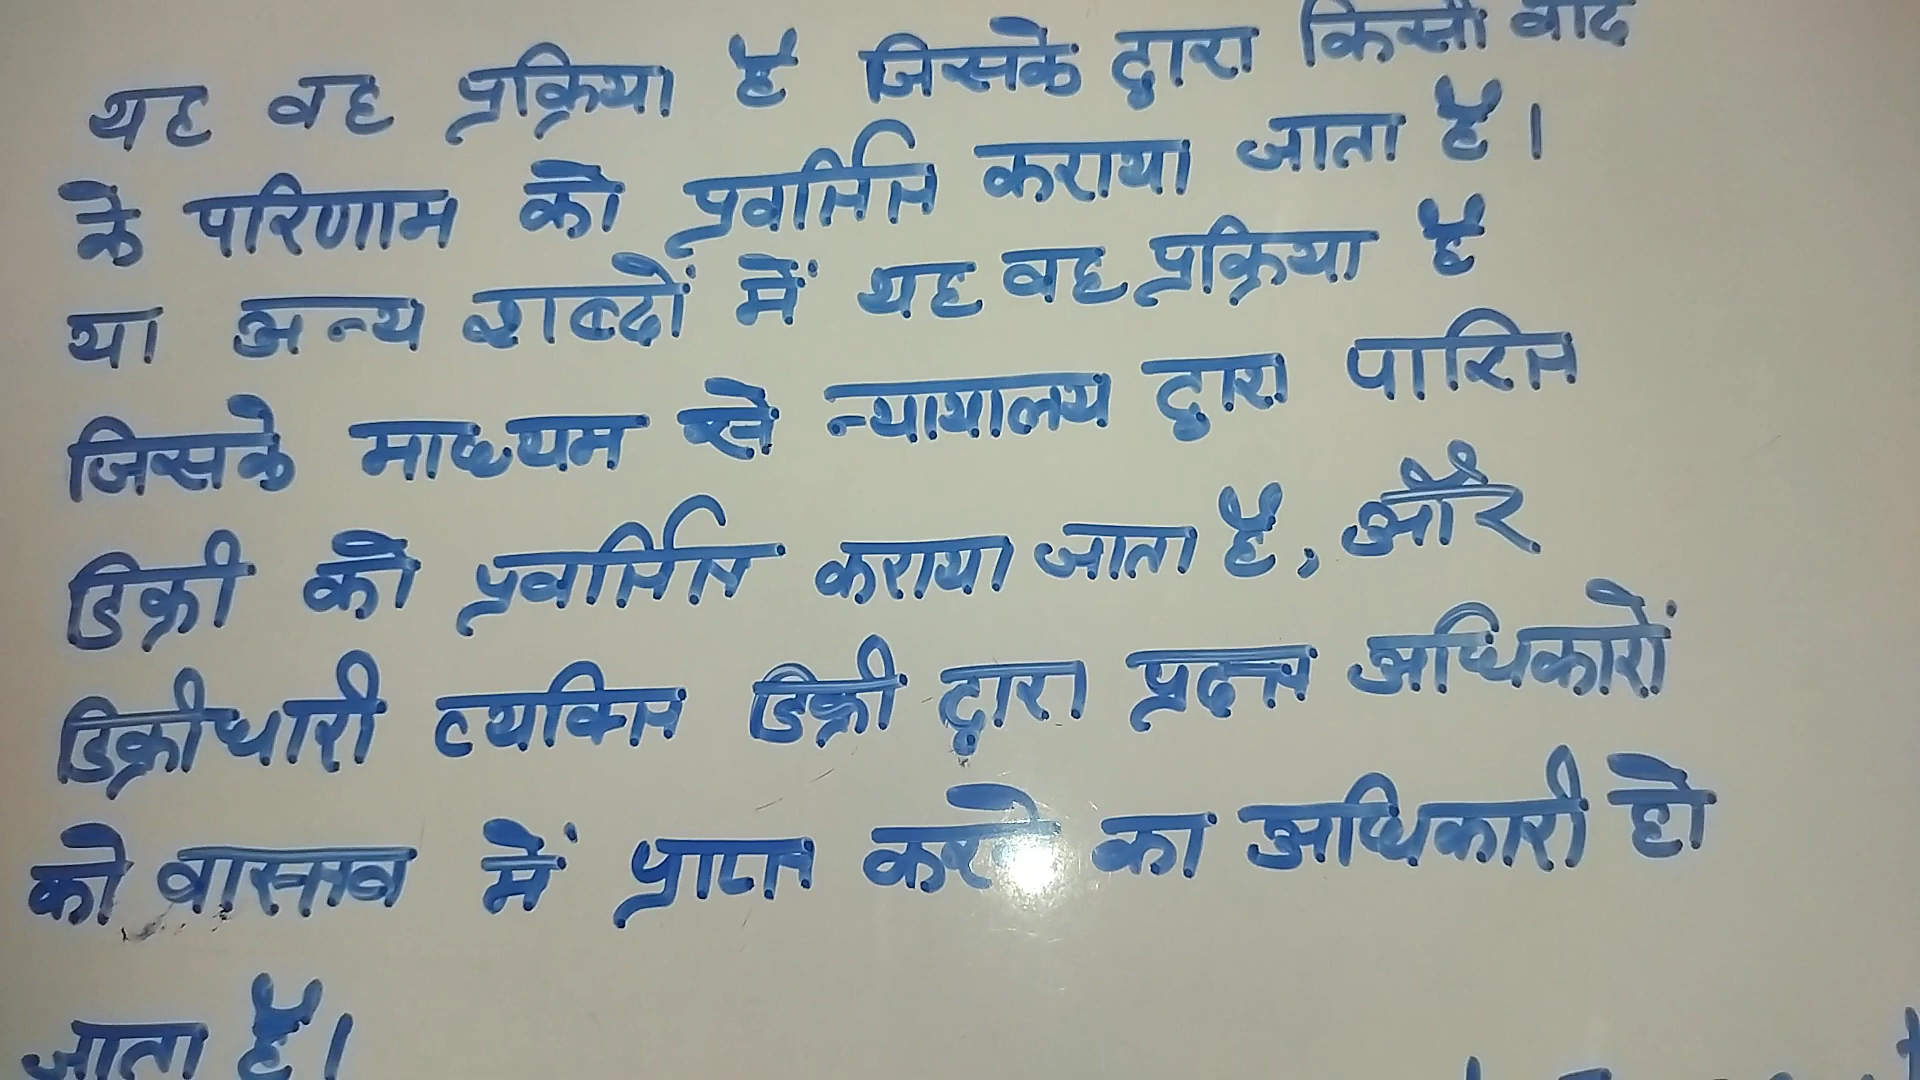 यह वह प्रक्रिया है जिसके द्वारा किसी वाद
के परिणाम को प्रवर्तित कराया जाता है।
या अन्य शब्दों में यह वह प्रक्रिया है
जिसके माध्यम से न्यायालय द्वारा पारित
डिक्री को प्रवर्तित कराया जाता है, और
डिक्रीधारी व्यक्ति डिक्री द्वारा प्रदत्त अधिकारों
को वास्तव में प्राप्त करने का अधिकारी हो
जाता है।